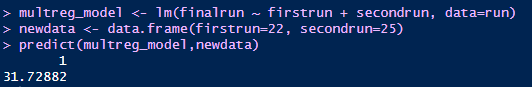 > multreg_model <- lm(finalrun ~ firstrun + secondrun, data=run)
> newdata <- data.frame(firstrun=22, secondrun=25)
> predict(multreg_model,newdata)
1
31.72882